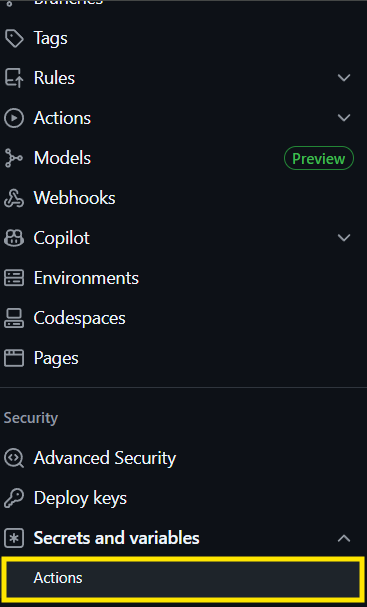 Branches
Tags
Rules
Actions
Models Preview
Webhooks
Copilot
Environments
Codespaces
Pages
Security
Advanced Security
Deploy keys
Secrets and variables
Actions